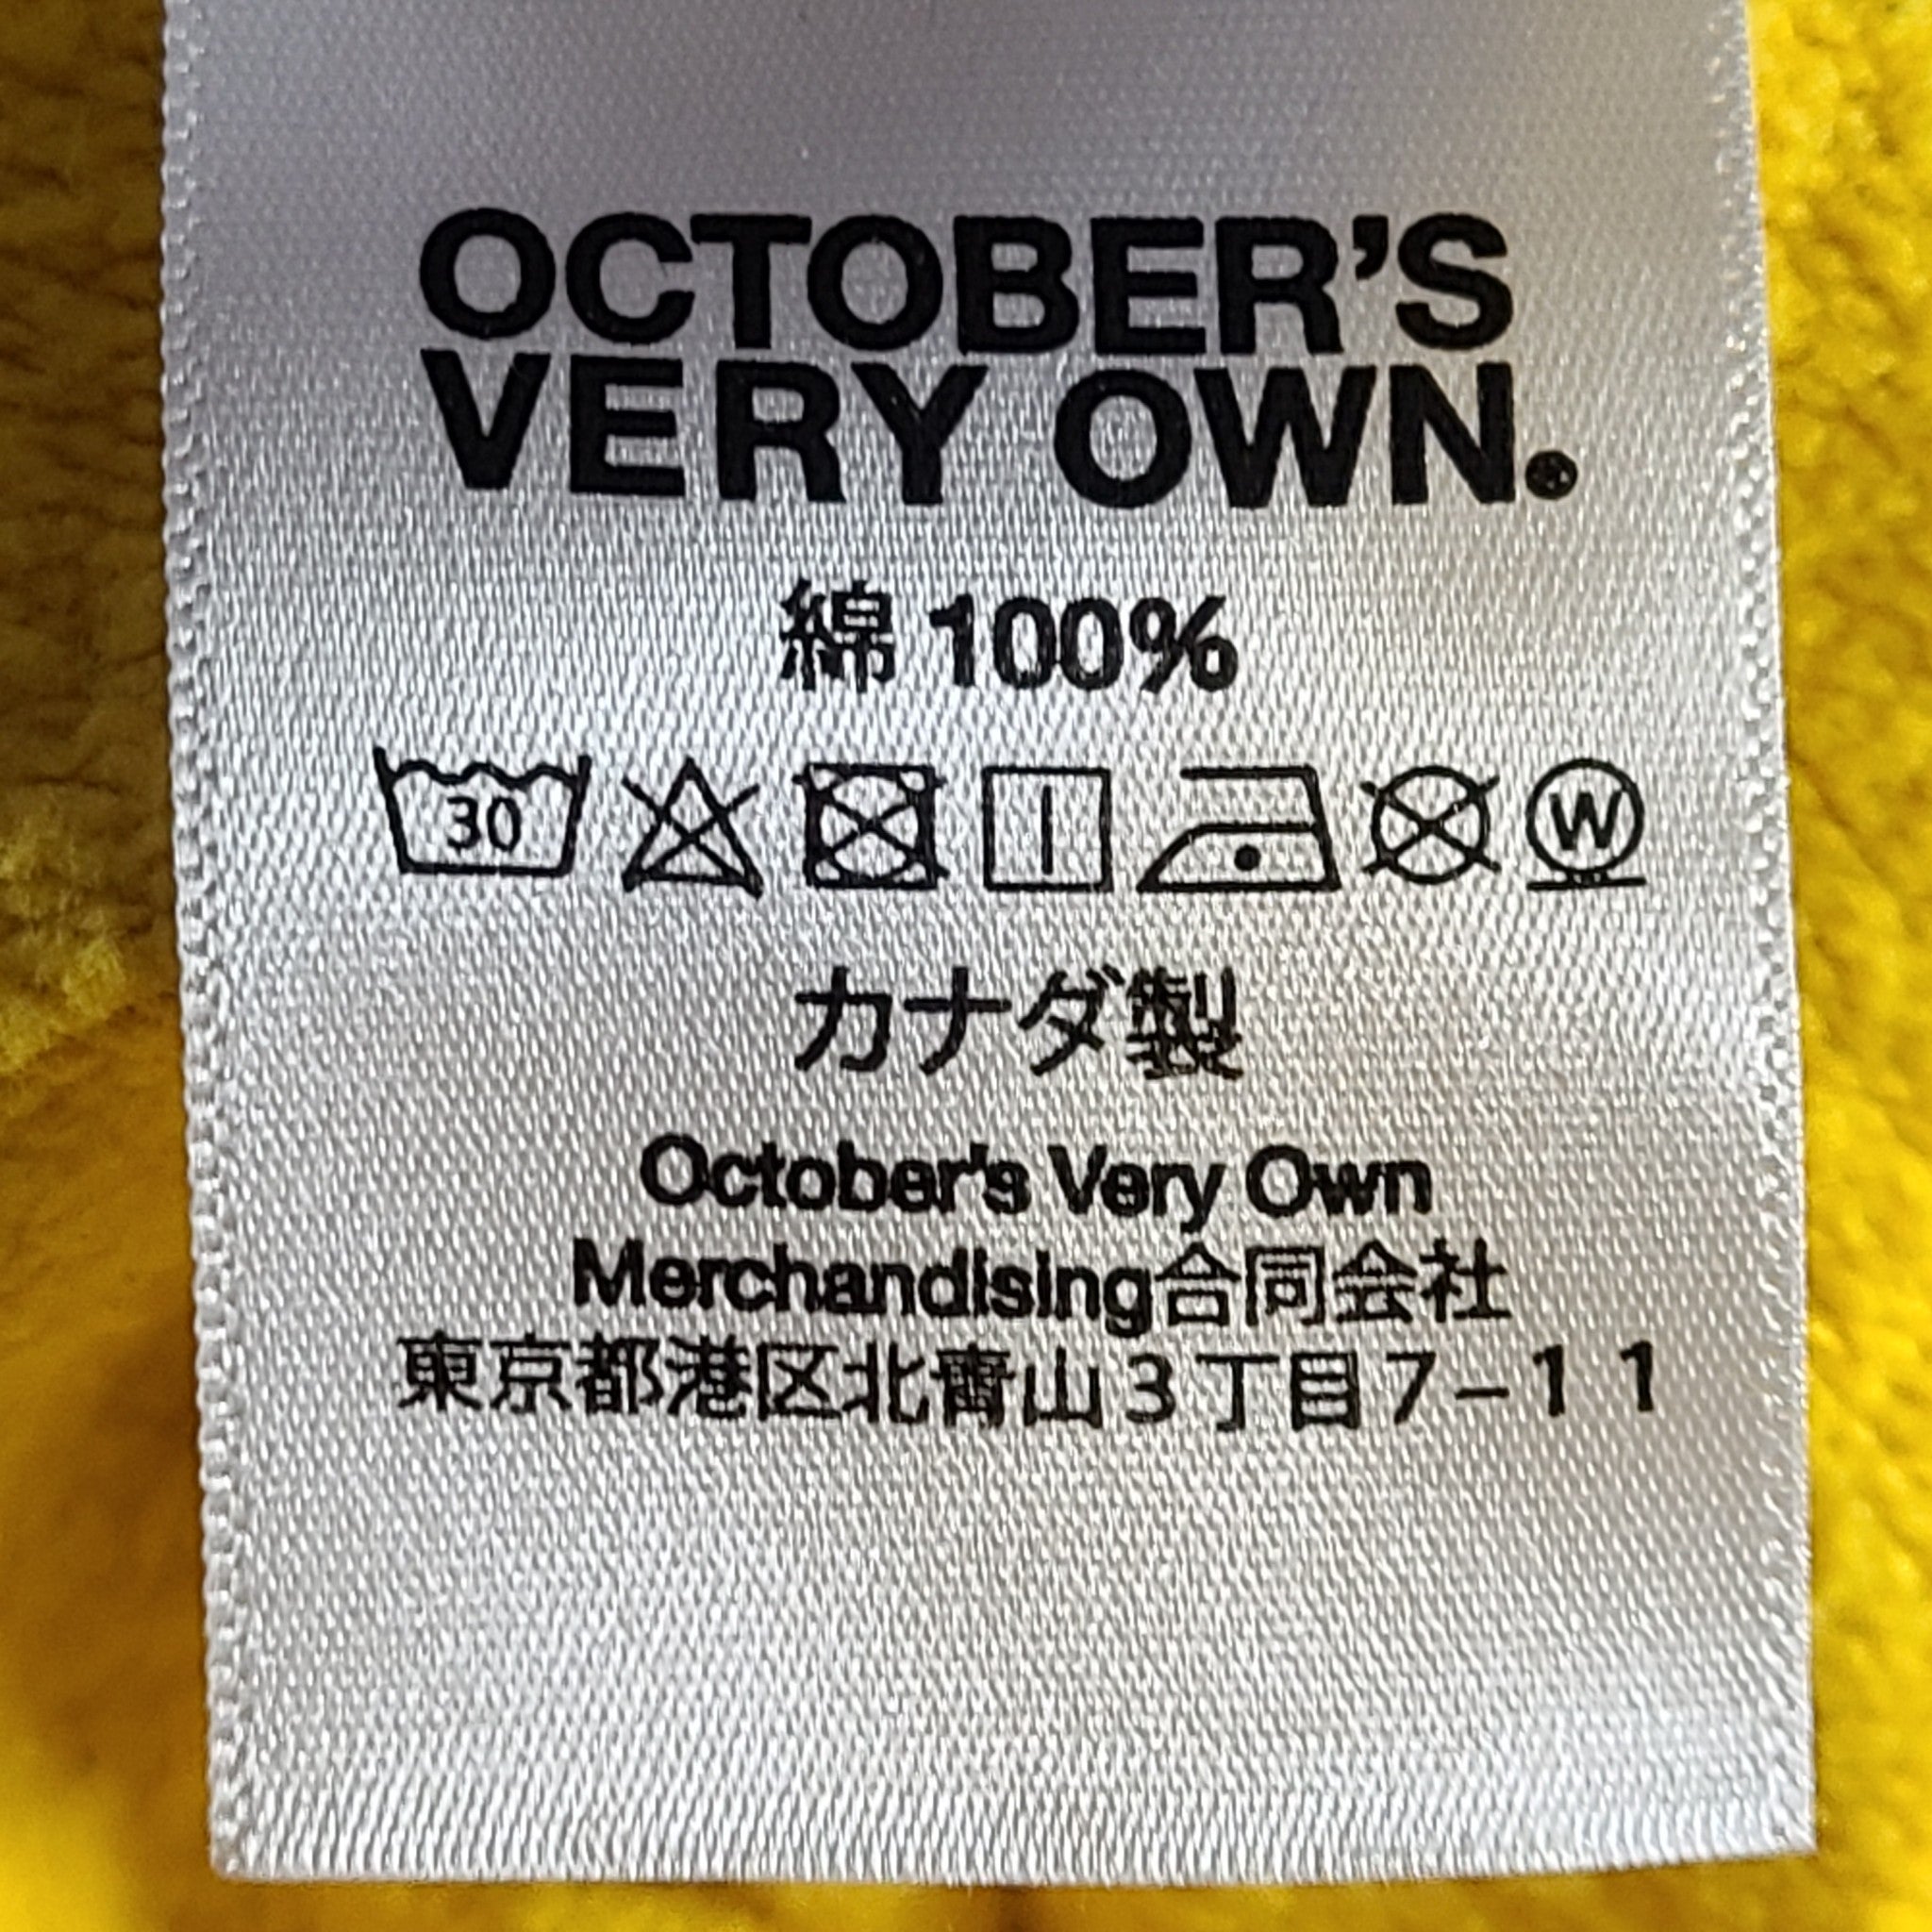 OCTOBER'S
VERY OWN.
綿 100%
30 W
カナダ製
October's Very Own
Merchandising合同会社
東京都港区北青山3丁目7-11